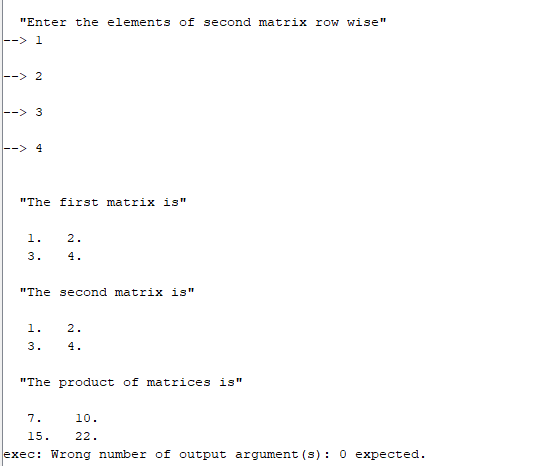 "Enter the elements of second matrix row wise"
--> 1
--> 2
--> 3
--> 4
"The first matrix is"
1. 2.
3. 4.
"The second matrix is"
1. 2.
3. 4.
"The product of matrices is"
7. 10.
15. 22.
exec: Wrong number of output argument(s): 0 expected.